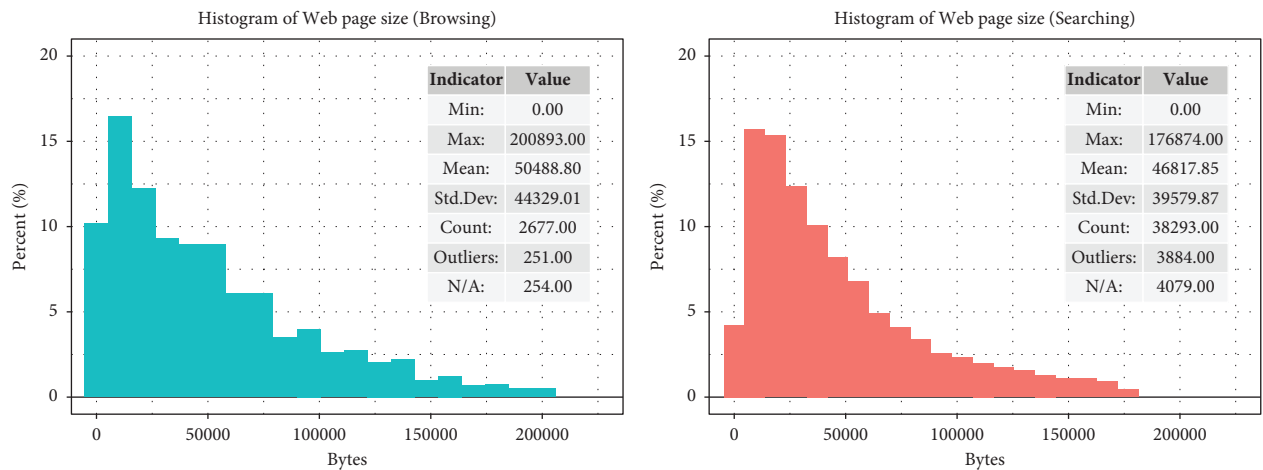 Histogram of Web page size (Browsing)
20
15
10
5
0
Percent (%)
0 50000 100000 150000 200000
Bytes
Indicator Value
Min: 0.00
Max: 200893.00
Mean: 50488.80
Std.Dev: 44329.01
Count: 2677.00
Outliers: 251.00
N/A: 254.00
Histogram of Web page size (Searching)
20
15
10
5
0
Percent (%)
0 50000 100000 150000 200000
Bytes
Indicator Value
Min: 0.00
Max: 176874.00
Mean: 46817.85
Std.Dev: 39579.87
Count: 38293.00
Outliers: 3884.00
N/A: 4079.00